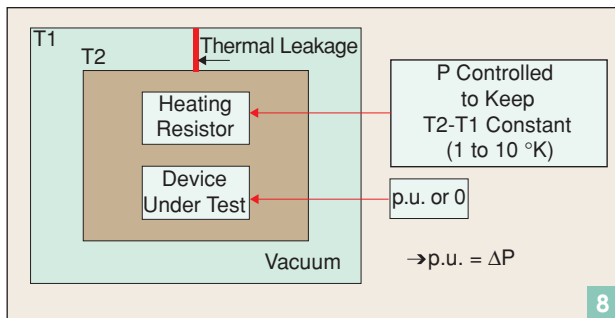 T1
Thermal Leakage
T2
Heating
Resistor
P Controlled
to Keep
T2-T1 Constant
(1 to 10 °K)
Device
Under Test
p.u. or 0
Vacuum
→p.u. = ΔP
8